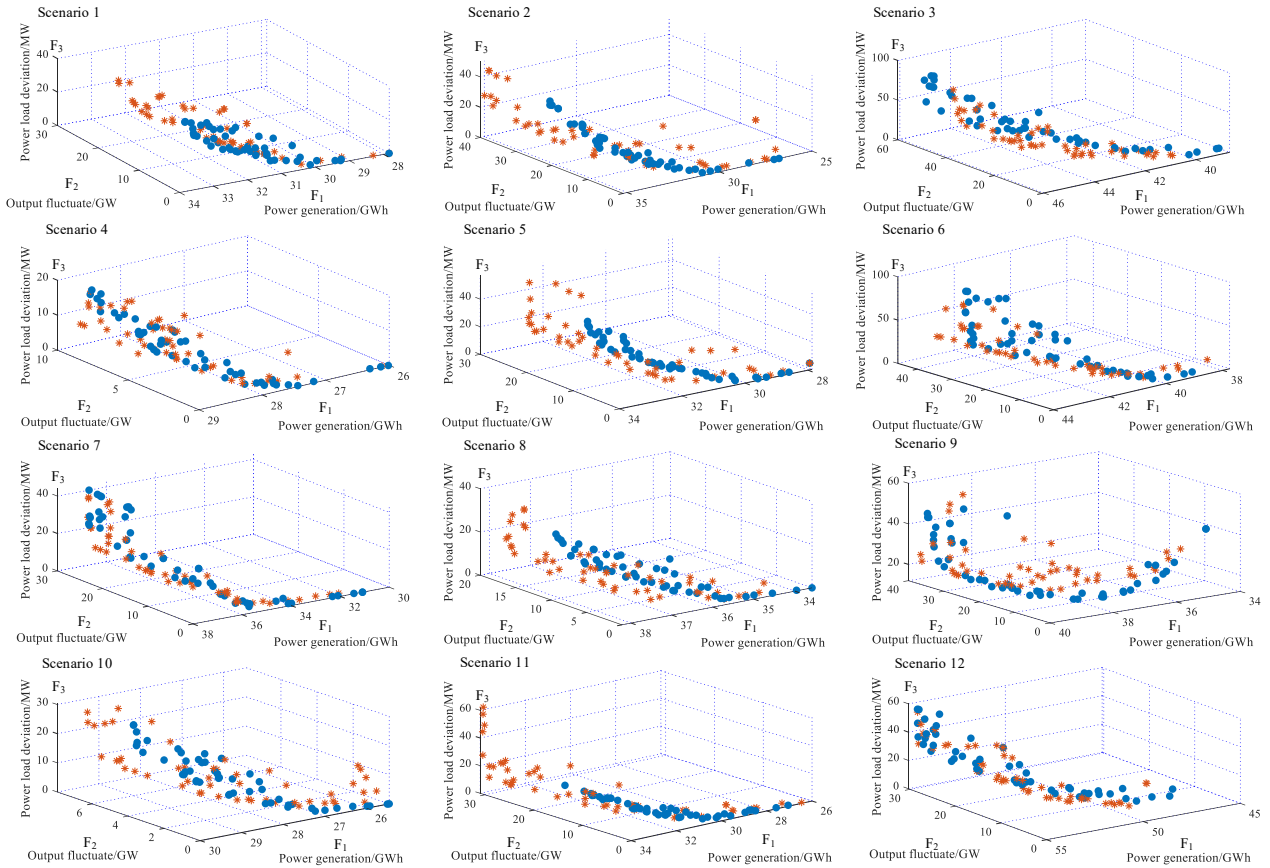 Scenario 1
Power load deviation/MW
F3
40
20
0
30
20
10
0
F2
Output fluctuate/GW
34
33
32
31
30
29
28
F1
Power generation/GWh
Scenario 2
Power load deviation/MW
F3
40
20
0
40
30
20
10
0
F2
Output fluctuate/GW
35
30
25
F1
Power generation/GWh
Scenario 3
Power load deviation/MW
F3
100
50
0
60
40
20
0
F2
Output fluctuate/GW
46
44
42
40
F1
Power generation/GWh
Scenario 4
Power load deviation/MW
F3
20
10
0
10
5
0
F2
Output fluctuate/GW
29
28
27
26
F1
Power generation/GWh
Scenario 5
Power load deviation/MW
F3
40
20
0
30
20
10
0
F2
Output fluctuate/GW
34
32
30
28
F1
Power generation/GWh
Scenario 6
Power load deviation/MW
F3
100
50
0
40
30
20
10
0
F2
Output fluctuate/GW
44
42
40
38
F1
Power generation/GWh
Scenario 7
Power load deviation/MW
F3
40
20
0
30
20
10
0
F2
Output fluctuate/GW
38
36
34
32
30
F1
Power generation/GWh
Scenario 8
Power load deviation/MW
F3
40
20
0
15
10
5
0
F2
Output fluctuate/GW
38
37
36
35
34
F1
Power generation/GWh
Scenario 9
Power load deviation/MW
F3
60
40
20
40
30
20
10
0
F2
Output fluctuate/GW
40
38
36
34
F1
Power generation/GWh
Scenario 10
Power load deviation/MW
F3
30
20
10
0
6
4
2
0
F2
Output fluctuate/GW
30
29
28
27
26
F1
Power generation/GWh
Scenario 11
Power load deviation/MW
F3
60
40
20
0
30
20
10
0
F2
Output fluctuate/GW
34
32
30
28
26
F1
Power generation/GWh
Scenario 12
Power load deviation/MW
F3
60
40
20
0
30
20
10
0
F2
Output fluctuate/GW
55
50
45
F1
Power generation/GWh